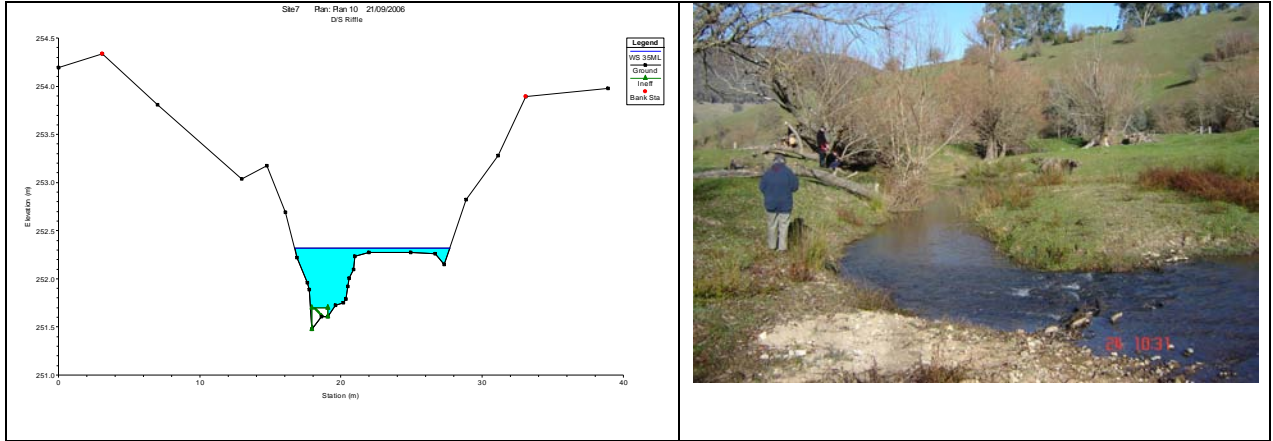 Site7 Plan: Plan 10 21/09/2006
D/S Riffle
Legend
WS 35ML
Ground
Ineff
Bank Sta
254.5
254.0
253.5
253.0
252.5
252.0
251.5
251.0
Elevation (m)
0 10 20 30 40
Station (m)
26 10:31